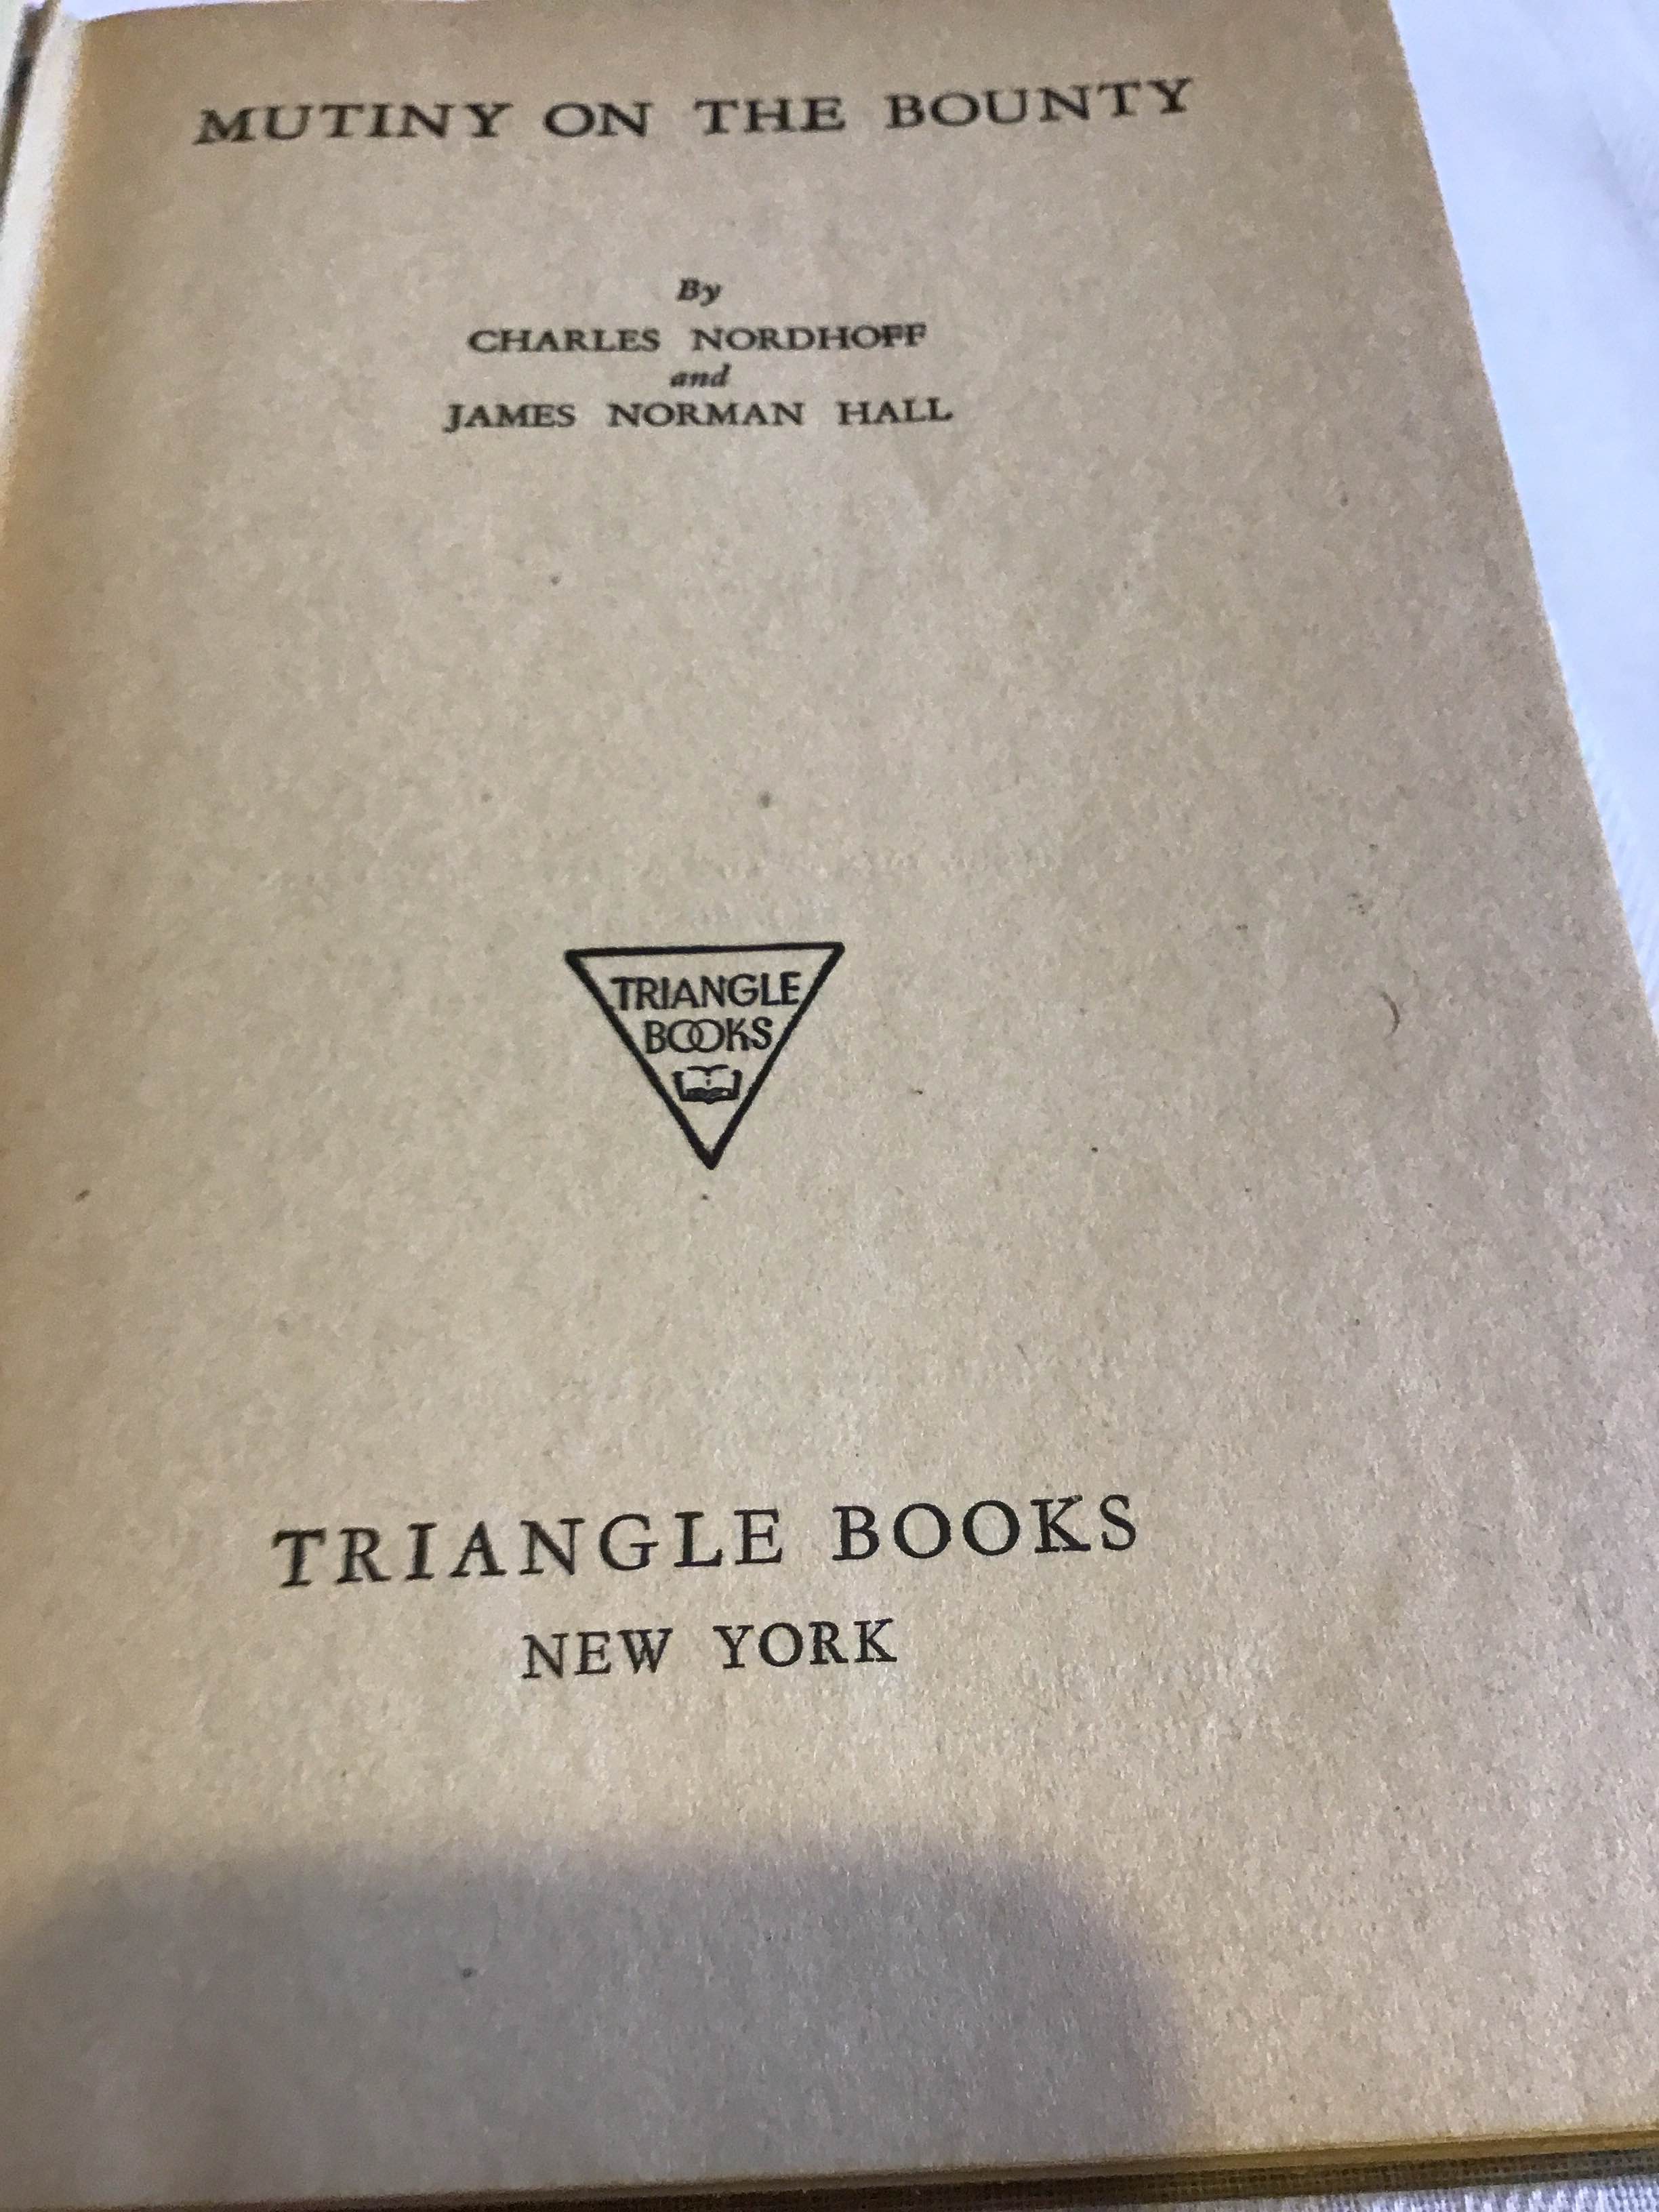 MUTINY ON THE BOUNTY
By
CHARLES NORDHOFF
and
JAMES NORMAN HALL
TRIANGLE
BOOKS
TRIANGLE BOOKS
NEW YORK